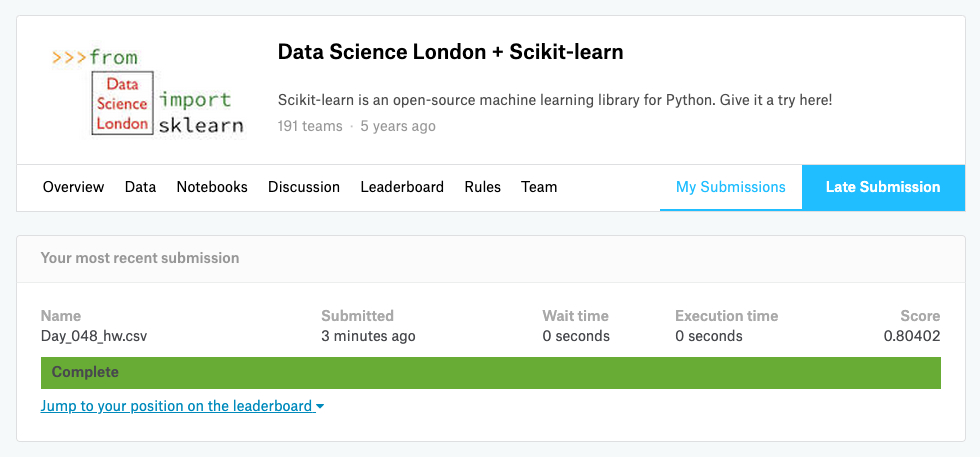 >>>from
Data
Science
London
import
sklearn
Data Science London + Scikit-learn
Scikit-learn is an open-source machine learning library for Python. Give it a try here!
191 teams · 5 years ago
Overview Data Notebooks Discussion Leaderboard Rules Team My Submissions Late Submission
Your most recent submission
Name Submitted Wait time Execution time Score
Day_048_hw.csv 3 minutes ago 0 seconds 0 seconds 0.80402
Complete
Jump to your position on the leaderboard